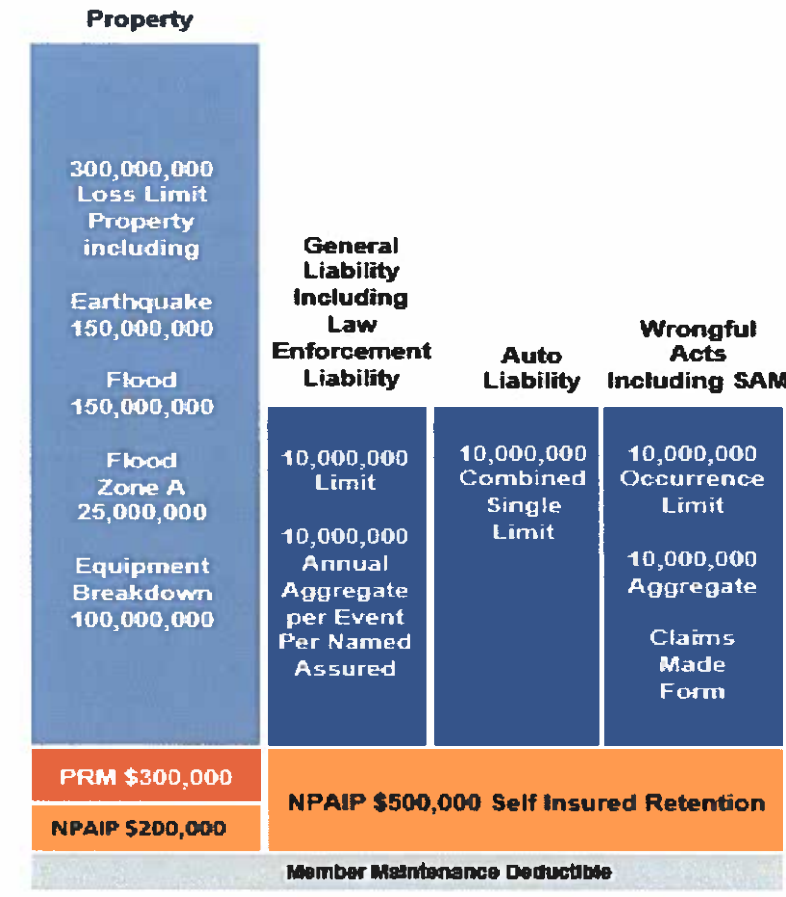 Property
300,000,000
Loss Limit
Property
including
Earthquake
150,000,000
Flood
150,000,000
Flood
Zone A
25,000,000
Equipment
Breakdown
100,000,000
General
Liability
Including
Law
Enforcement
Liability
10,000,000
Limit
10,000,000
Annual
Aggregate
per Event
Per Named
Assured
Auto
Liability
10,000,000
Combined
Single
Limit
Wrongful
Acts
Including SAM
10,000,000
Occurrence
Limit
10,000,000
Aggregate
Claims
Made
Form
PRM $300,000
NPAIP $200,000
NPAIP $500,000 Self Insured Retention
Member Maintenance Deductible